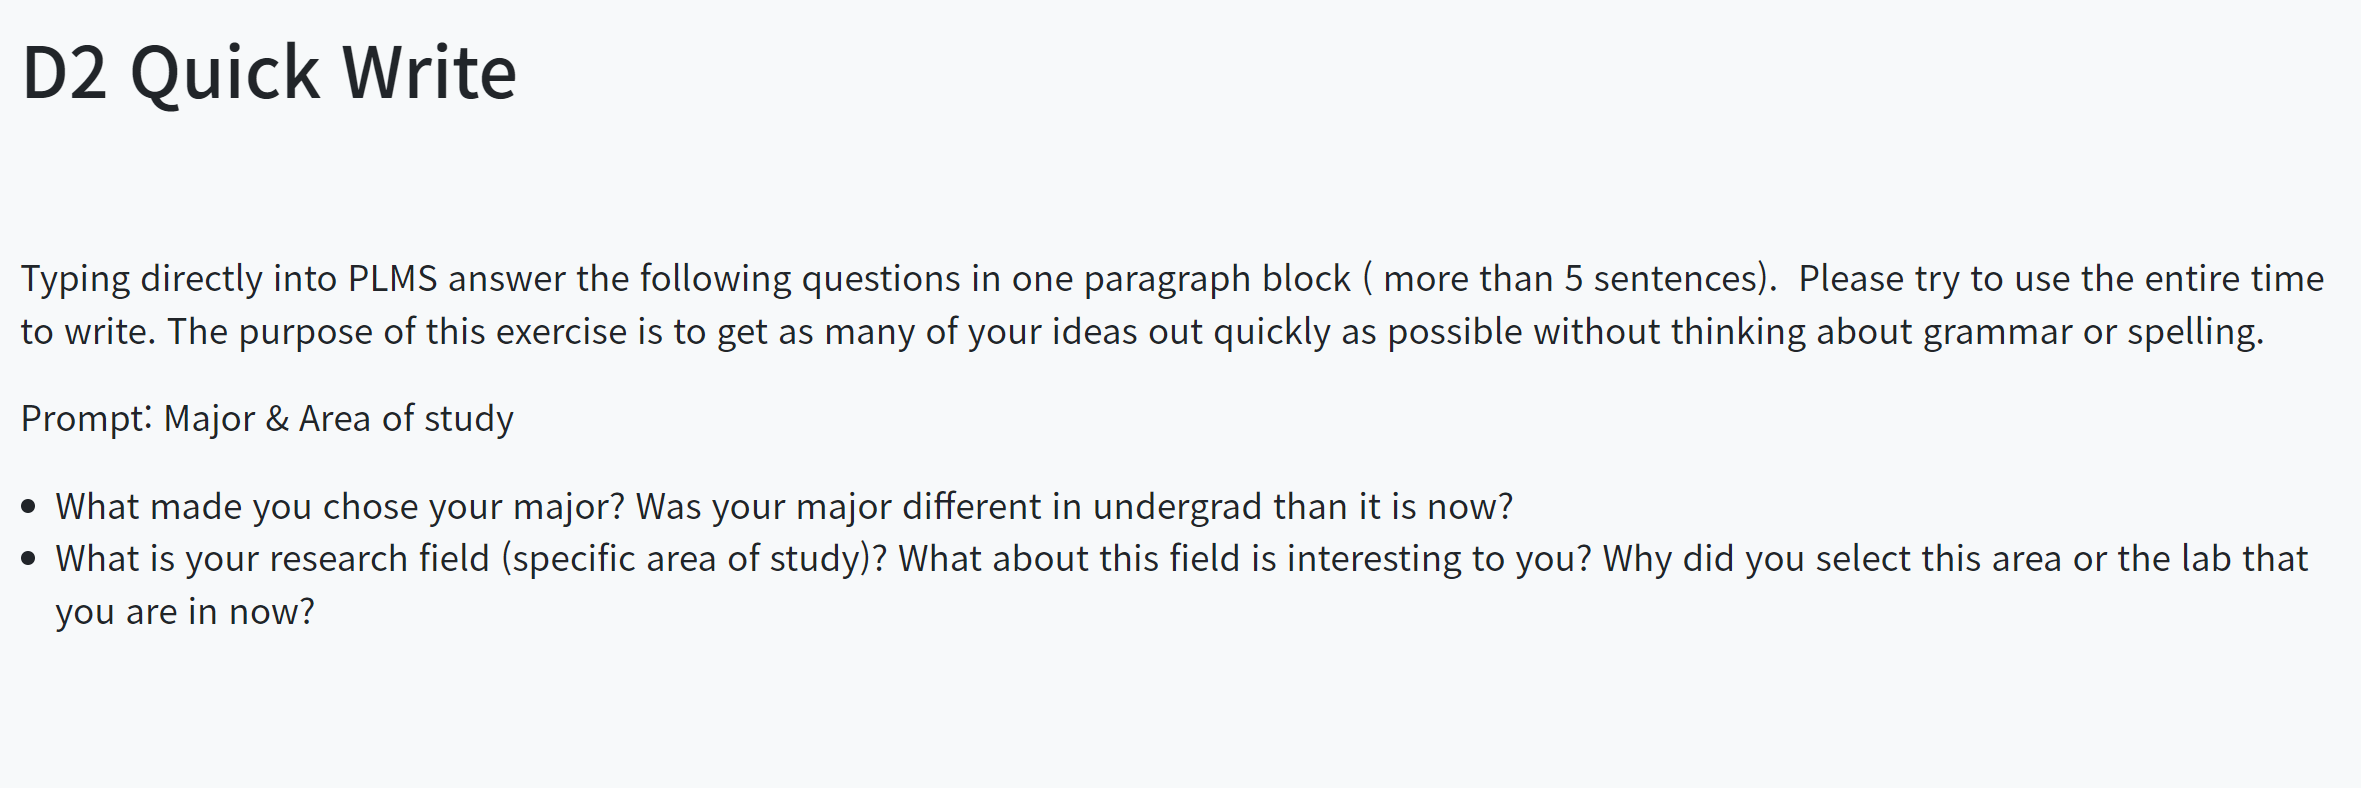 D2 Quick Write
Typing directly into PLMS answer the following questions in one paragraph block ( more than 5 sentences).  Please try to use the entire time
to write. The purpose of this exercise is to get as many of your ideas out quickly as possible without thinking about grammar or spelling.
Prompt: Major & Area of study
• What made you chose your major? Was your major different in undergrad than it is now?
• What is your research field (specific area of study)? What about this field is interesting to you? Why did you select this area or the lab that
you are in now?